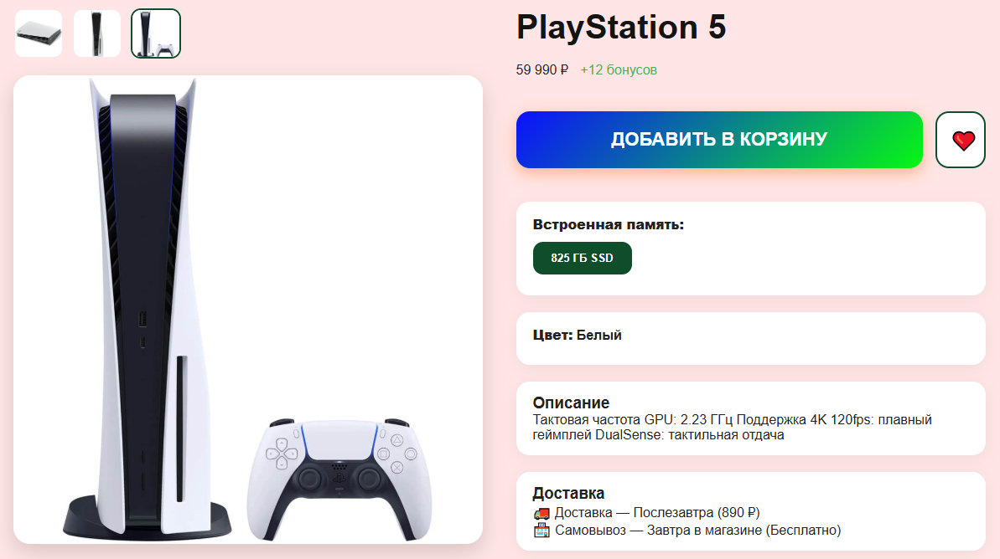 PlayStation 5
59 990 ₽ +12 бонусов
ДОБАВИТЬ В КОРЗИНУ
Встроенная память:
825 ГБ SSD
Цвет: Белый
Описание
Тактовая частота GPU: 2.23 ГГц Поддержка 4K 120fps: плавный
геймплей DualSense: тактильная отдача
Доставка
Доставка — Послезавтра (890 ₽)
Самовывоз — Завтра в магазине (Бесплатно)